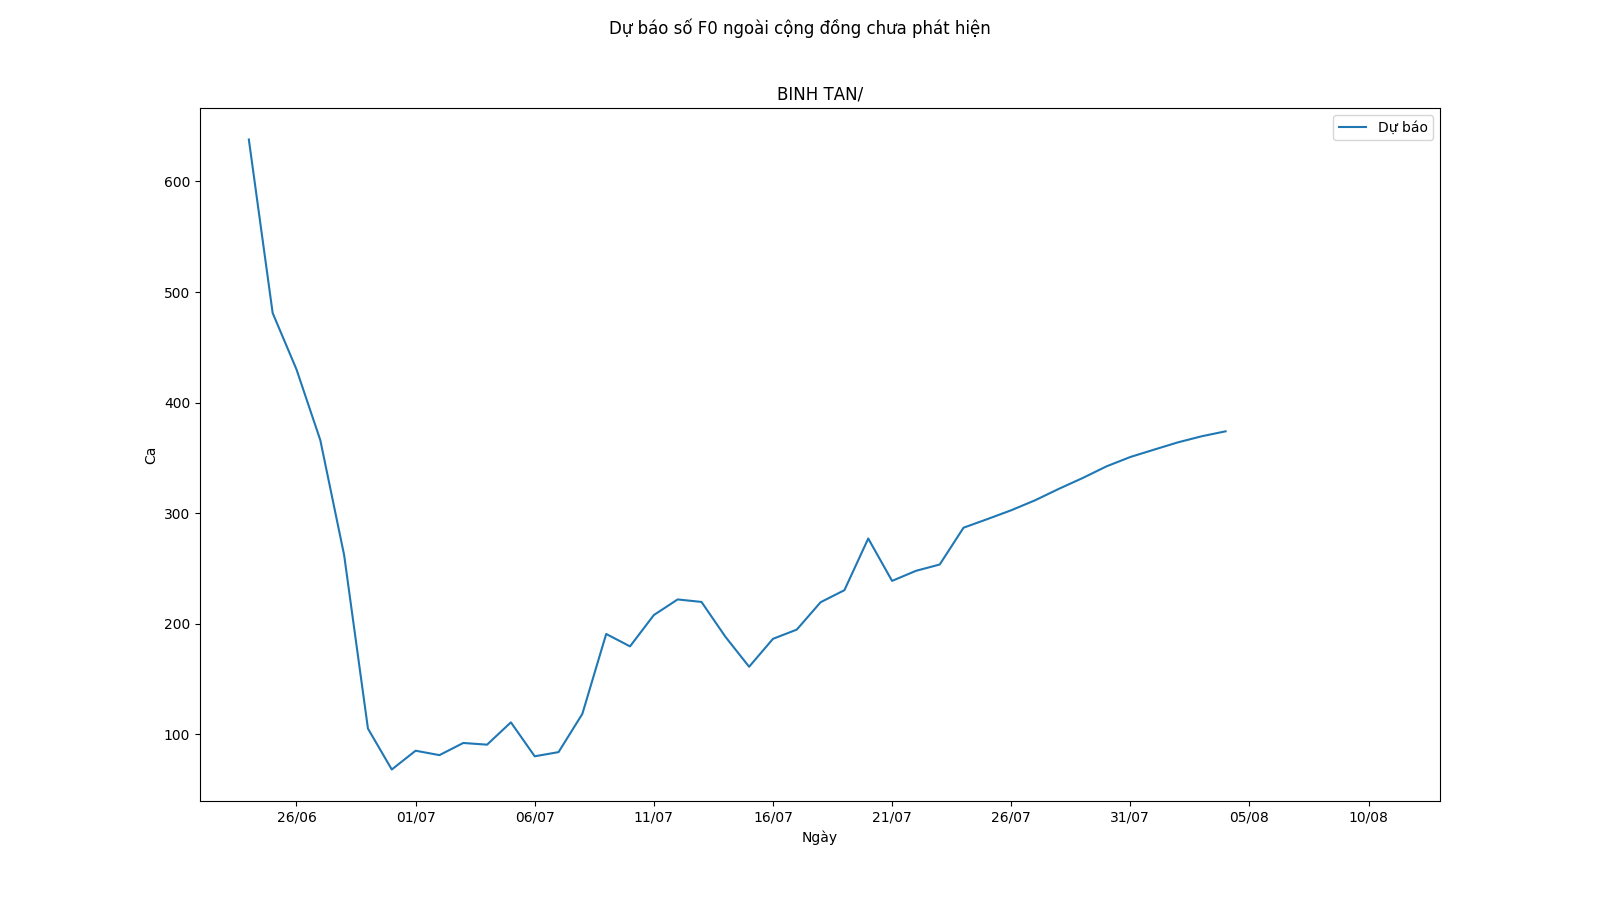 Dự báo số F0 ngoài cộng đồng chưa phát hiện
BINH TAN/
Dự báo
600
500
400
300
200
100
Ca
26/06 01/07 06/07 11/07 16/07 21/07 26/07 31/07 05/08 10/08
Ngày